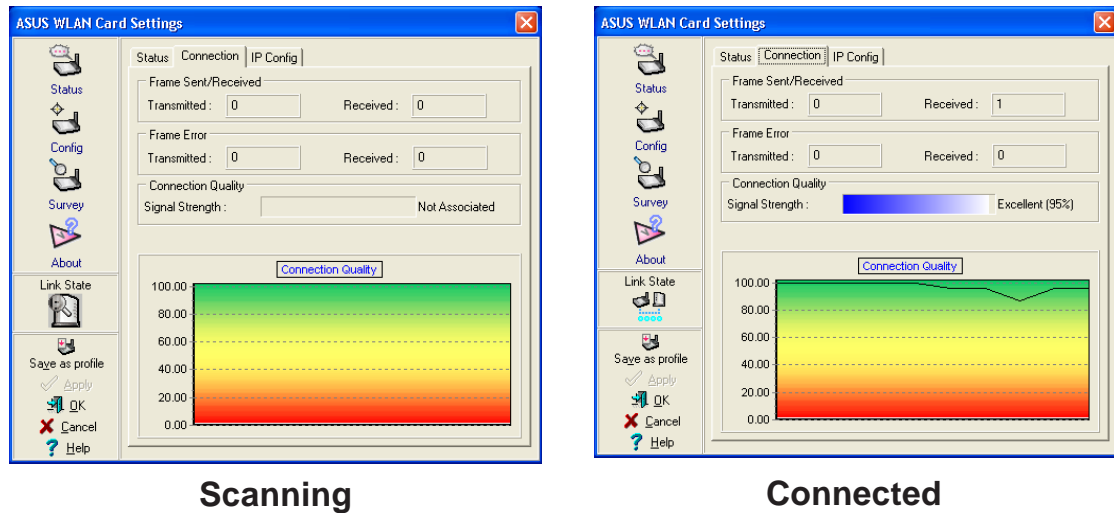 ASUS WLAN Card Settings
Status
Config
Survey
About
Link State
Save as profile
Apply
OK
Cancel
Help
Status Connection IP Config
Frame Sent/Received
Transmitted : 0 Received : 0
Frame Error
Transmitted : 0 Received : 0
Connection Quality
Signal Strength : Not Associated
Connection Quality
100.00
80.00
60.00
40.00
20.00
0.00
Scanning
ASUS WLAN Card Settings
Status
Config
Survey
About
Link State
Save as profile
Apply
OK
Cancel
Help
Status Connection IP Config
Frame Sent/Received
Transmitted : 0 Received : 1
Frame Error
Transmitted : 0 Received : 0
Connection Quality
Signal Strength : Excellent (95%)
Connection Quality
100.00
80.00
60.00
40.00
20.00
0.00
Connected